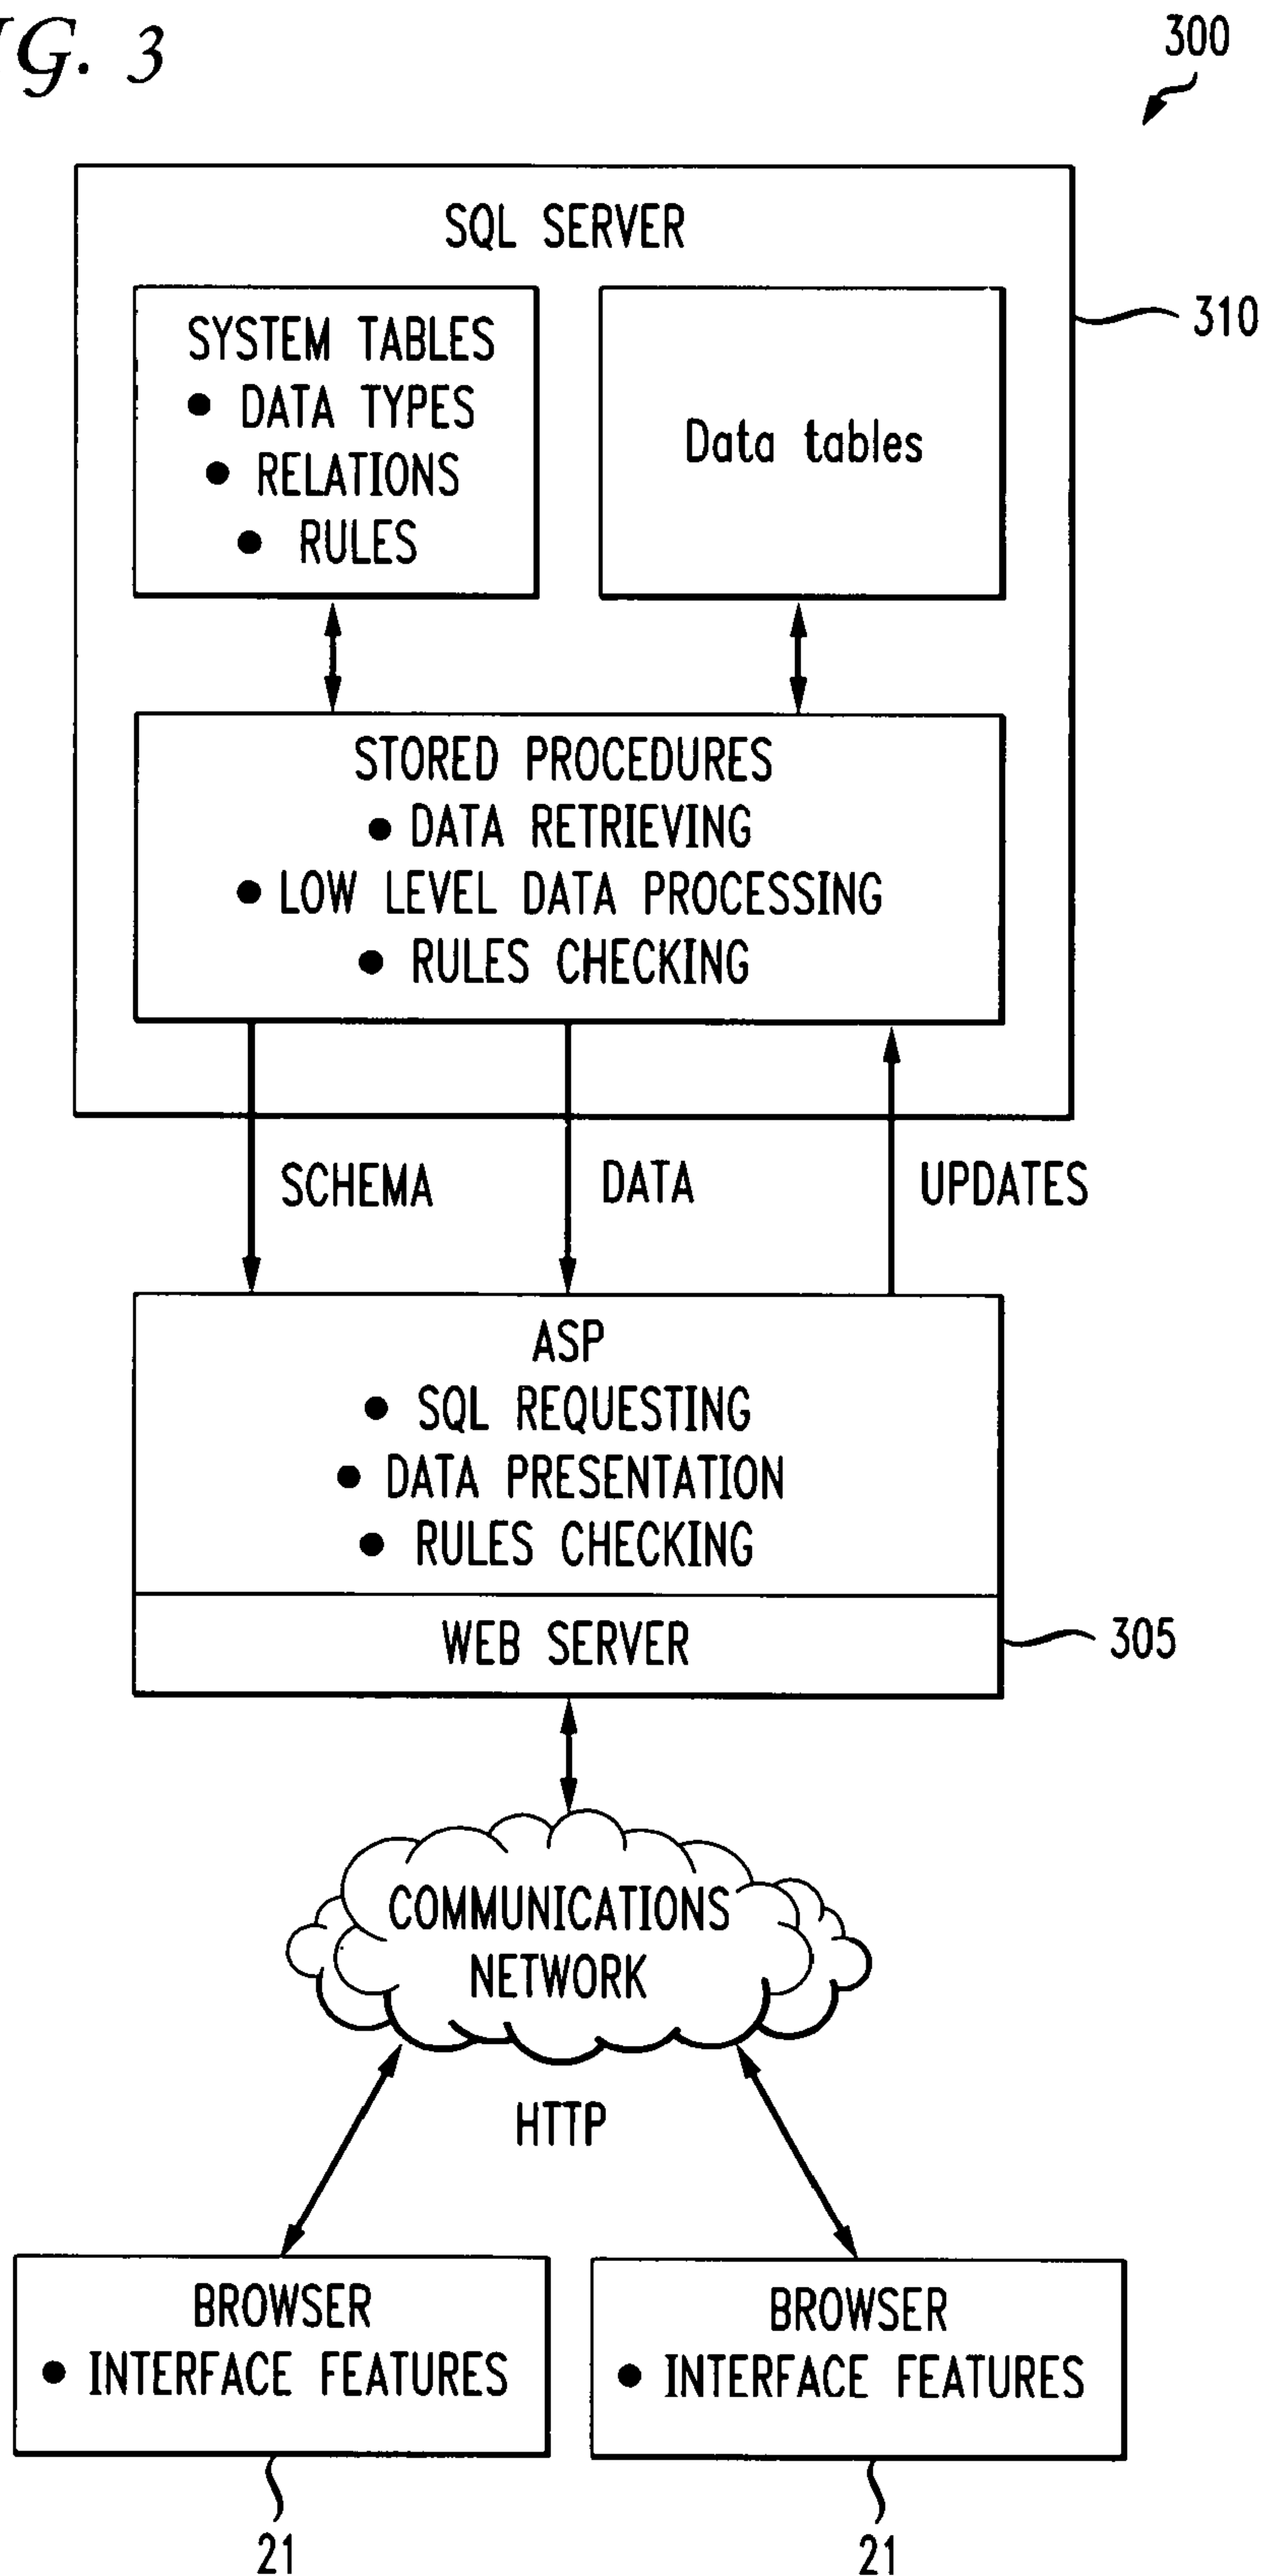 G. 3
300
SQL SERVER
310
SYSTEM TABLES
• DATA TYPES
• RELATIONS
• RULES
Data tables
STORED PROCEDURES
• DATA RETRIEVING
• LOW LEVEL DATA PROCESSING
• RULES CHECKING
SCHEMA
DATA
UPDATES
ASP
• SQL REQUESTING
• DATA PRESENTATION
• RULES CHECKING
WEB SERVER
305
COMMUNICATIONS
NETWORK
HTTP
BROWSER
• INTERFACE FEATURES
BROWSER
• INTERFACE FEATURES
21
21